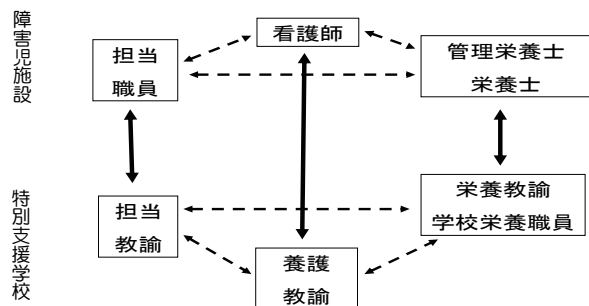 障害児施設
看護師
担当
職員
管理栄養士
栄養士
特別支援学校
担当
教諭
栄養教諭
学校栄養職員
養護
教諭